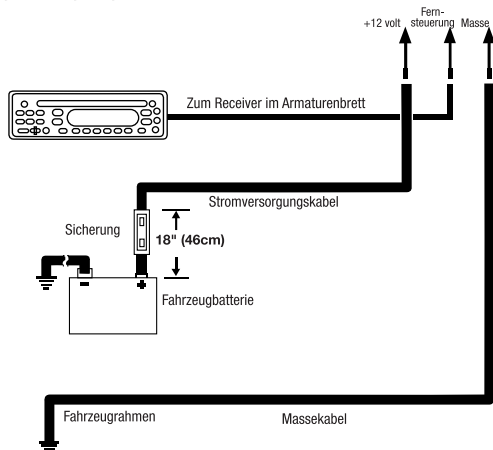 Fern-
+12 volt steuerung Masse
Zum Receiver im Armaturenbrett
Stromversorgungskabel
Sicherung
18" (46cm)
- +
Fahrzeugbatterie
Fahrzeugrahmen
Massekabel